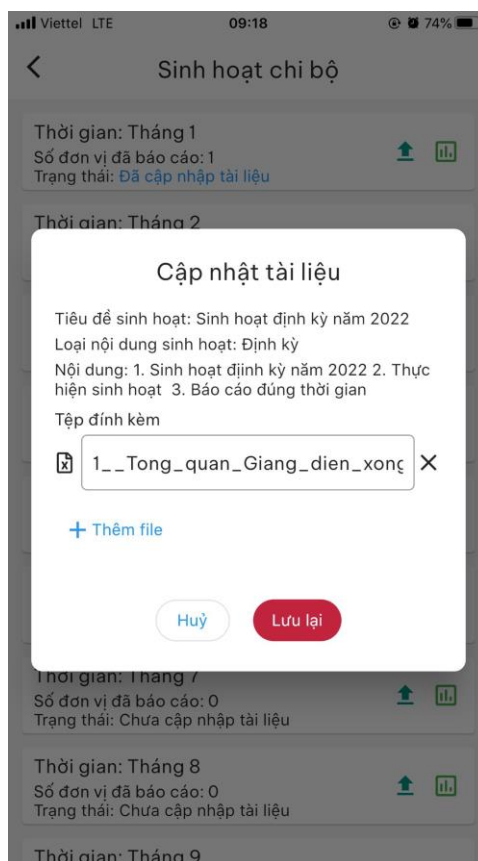 Viettel LTE 09:18 74%
Sinh hoạt chi bộ
Thời gian: Tháng 1
Số đơn vị đã báo cáo: 1
Trạng thái: Đã cập nhập tài liệu
Thời gian: Tháng 2
Cập nhật tài liệu
Tiêu đề sinh hoạt: Sinh hoạt định kỳ năm 2022
Loại nội dung sinh hoạt: Định kỳ
Nội dung: 1. Sinh hoạt địinh kỳ năm 2022 2. Thực
hiện sinh hoạt 3. Báo cáo đúng thời gian
Tệp đính kèm
1__Tong_quan_Giang_dien_xong
+ Thêm file
Huỷ Lưu lại
Thời gian: Tháng 7
Số đơn vị đã báo cáo: 0
Trạng thái: Chưa cập nhập tài liệu
Thời gian: Tháng 8
Số đơn vị đã báo cáo: 0
Trạng thái: Chưa cập nhập tài liệu
Thời gian: Tháng 9